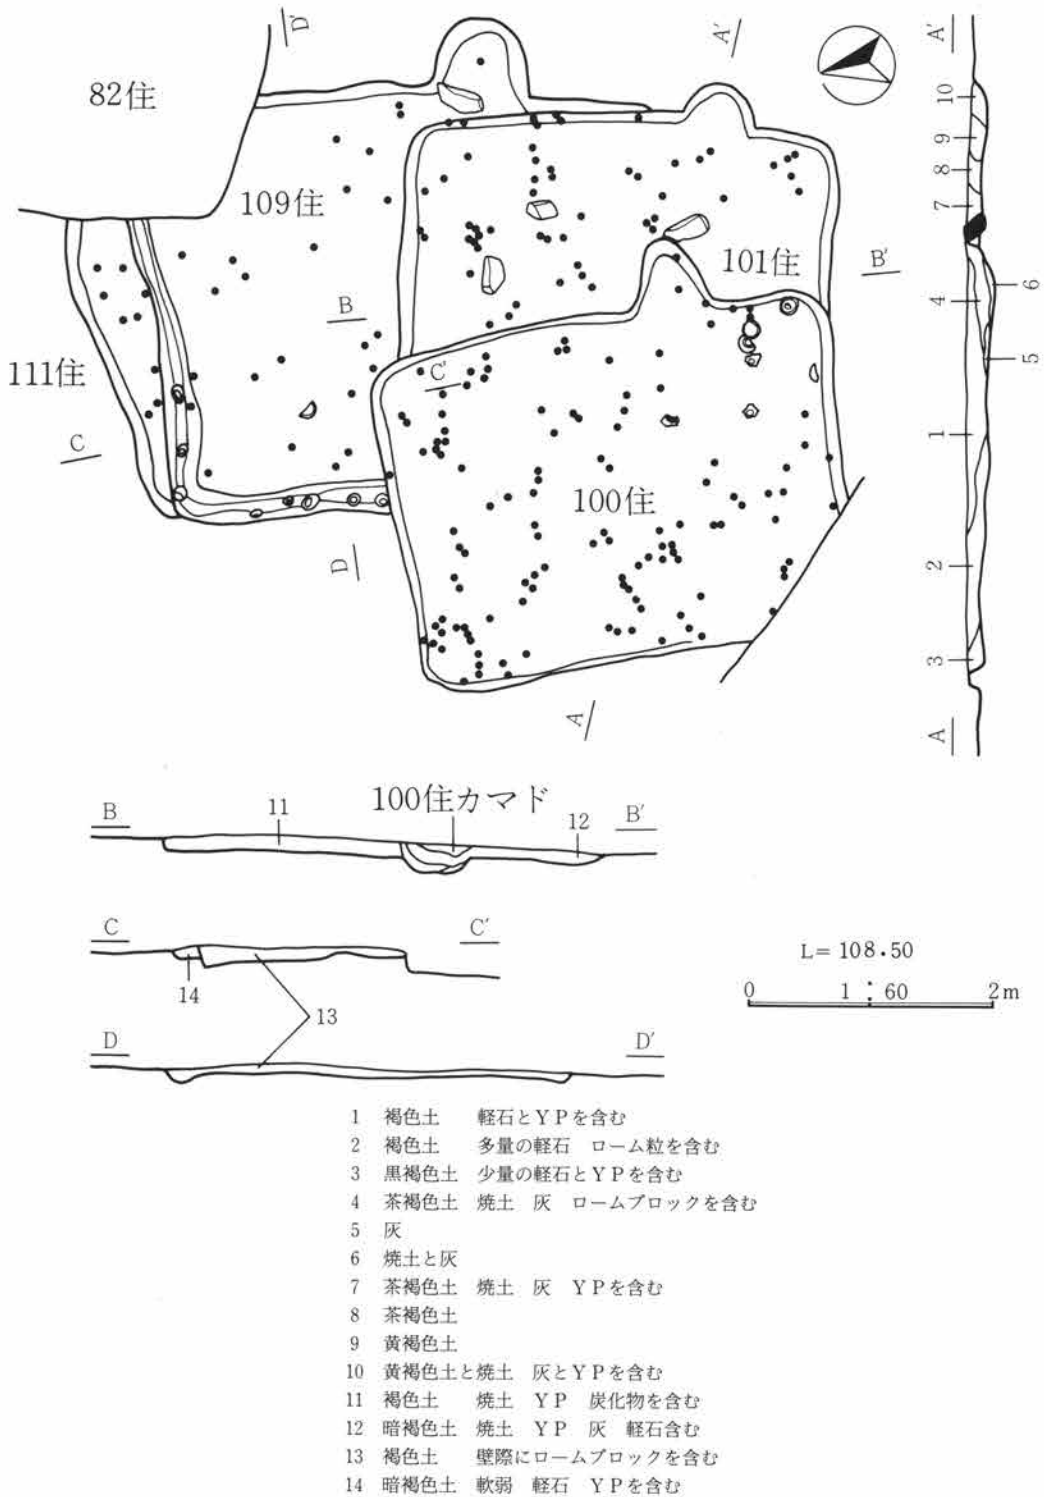 D′
A′
82住
109住
101住
B
B′
C′
111住
C
100住
D
A
A′
10
9
8
7
6
4
5
1
2
3
A
100住カマド
B
11
12
B′
C
C′
14
13
D
D′
L= 108.50
0 1 : 60 2m
1 褐色土 軽石とYPを含む
2 褐色土 多量の軽石 ローム粒を含む
3 黒褐色土 少量の軽石とYPを含む
4 茶褐色土 焼土 灰 ロームブロックを含む
5 灰
6 焼土と灰
7 茶褐色土 焼土 灰 YPを含む
8 茶褐色土
9 黄褐色土
10 黄褐色土と焼土 灰とYPを含む
11 褐色土 焼土 YP 炭化物を含む
12 暗褐色土 焼土 YP 灰 軽石含む
13 褐色土 壁際にロームブロックを含む
14 暗褐色土 軟弱 軽石 YPを含む